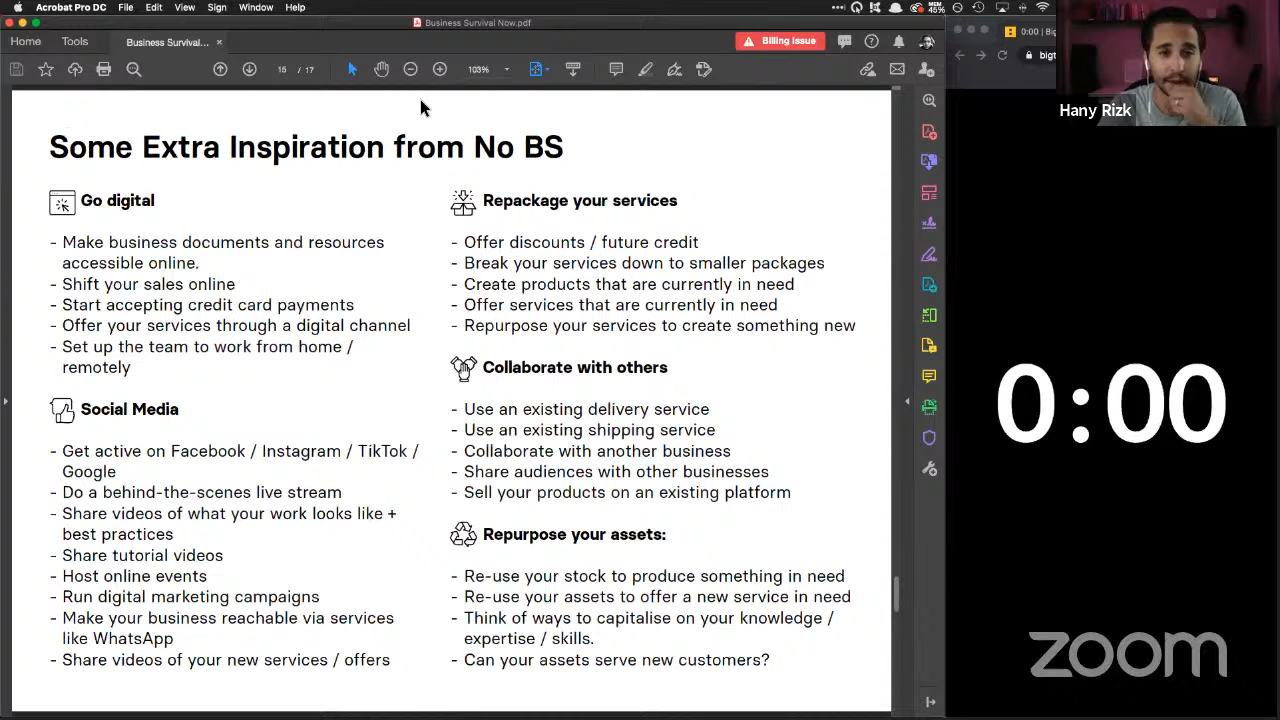 Acrobat Pro DC File Edit View Sign Window Help
MEM
45%
Business Survival Now.pdf
0:00 | Big
Home Tools Business Survival... ×
Billing Issue
bigt
15 / 17
103%
Hany Rizk
Some Extra Inspiration from No BS
Go digital
- Make business documents and resources
accessible online.
- Shift your sales online
- Start accepting credit card payments
- Offer your services through a digital channel
- Set up the team to work from home /
remotely
Social Media
- Get active on Facebook / Instagram / TikTok /
Google
- Do a behind-the-scenes live stream
- Share videos of what your work looks like +
best practices
- Share tutorial videos
- Host online events
- Run digital marketing campaigns
- Make your business reachable via services
like WhatsApp
- Share videos of your new services / offers
Repackage your services
- Offer discounts / future credit
- Break your services down to smaller packages
- Create products that are currently in need
- Offer services that are currently in need
- Repurpose your services to create something new
Collaborate with others
- Use an existing delivery service
- Use an existing shipping service
- Collaborate with another business
- Share audiences with other businesses
- Sell your products on an existing platform
Repurpose your assets:
- Re-use your stock to produce something in need
- Re-use your assets to offer a new service in need
- Think of ways to capitalise on your knowledge /
expertise / skills.
- Can your assets serve new customers?
0:00
zoom